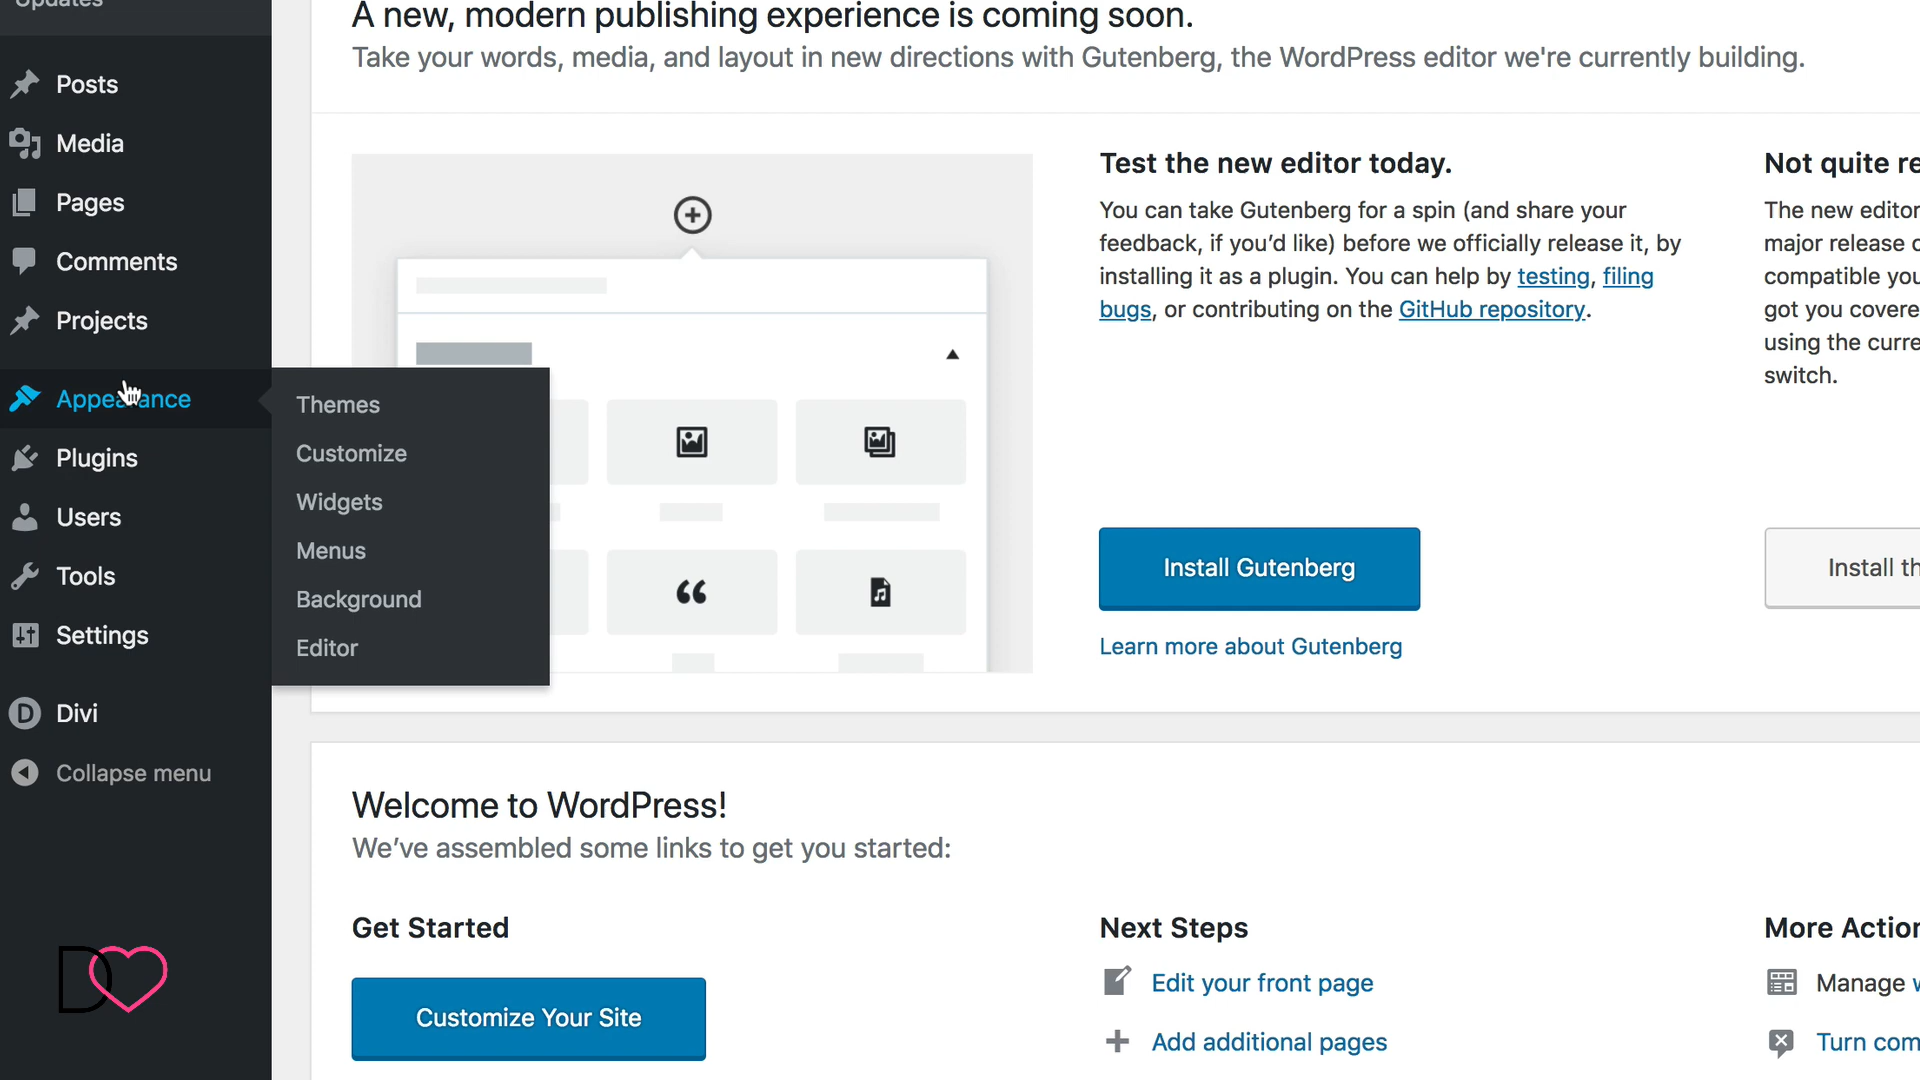 Updates
Posts
Media
Pages
Comments
Projects
Appearance
Plugins
Users
Tools
Settings
Divi
Collapse menu
Themes
Customize
Widgets
Menus
Background
Editor
A new, modern publishing experience is coming soon.
Take your words, media, and layout in new directions with Gutenberg, the WordPress editor we're currently building.
Test the new editor today.
You can take Gutenberg for a spin (and share your
feedback, if you’d like) before we officially release it, by
installing it as a plugin. You can help by testing, filing
bugs, or contributing on the GitHub repository.
Install Gutenberg
Learn more about Gutenberg
Not quite
The new editor
major release
compatible
got you
using the
switch.
Install
Welcome to WordPress!
We’ve assembled some links to get you started:
Get Started
Customize Your Site
Next Steps
Edit your front page
Add additional pages
More
Manage
Turn